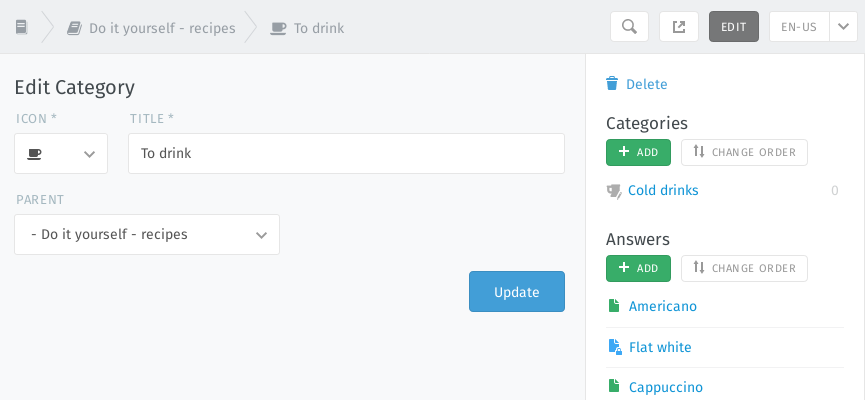 Do it yourself - recipes
To drink
EDIT
EN-US
Edit Category
ICON *
TITLE *
To drink
PARENT
- Do it yourself - recipes
Update
Delete
Categories
ADD
CHANGE ORDER
Cold drinks 0
Answers
ADD
CHANGE ORDER
Americano
Flat white
Cappuccino